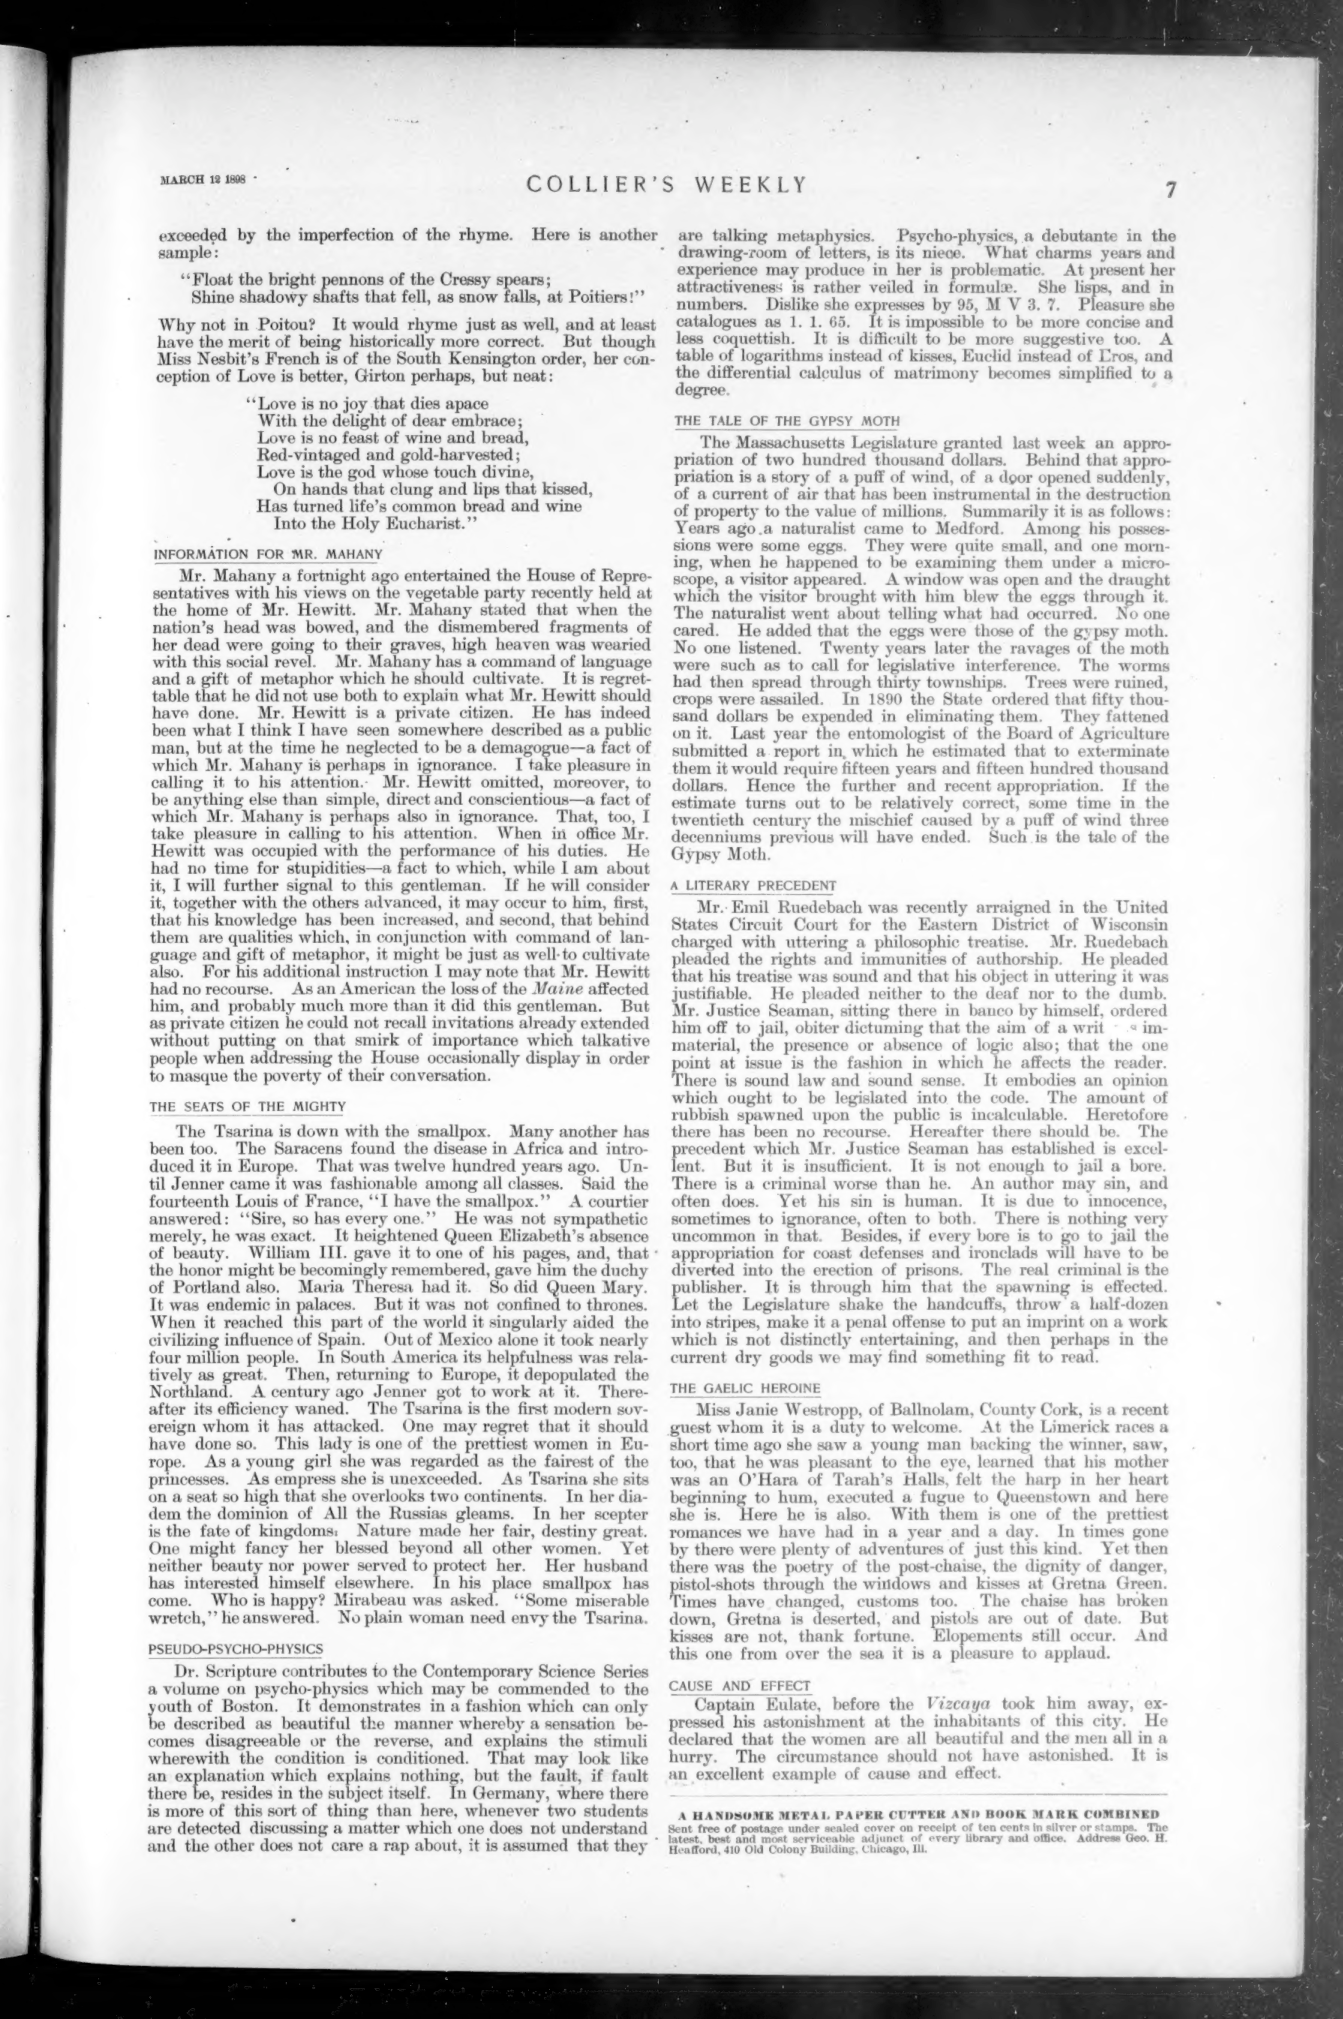 MARCH 12 1898
COLLIER'S WEEKLY
7
exceeded by the imperfection of the rhyme. Here is another
sample:
"Float the bright pennons of the Cressy spears;
Shine shadowy shafts that fell, as snow falls, at Poitiers!"
Why not in Poitou? It would rhyme just as well, and at least
have the merit of being historically more correct. But though
Miss Nesbit's French is of the South Kensington order, her con-
ception of Love is better, Girton perhaps, but neat:
"Love is no joy that dies apace
With the delight of dear embrace;
Love is no feast of wine and bread,
Red-vintaged and gold-harvested;
Love is the god whose touch divine,
On hands that clung and lips that kissed,
Has turned life's common bread and wine
Into the Holy Eucharist."
INFORMATION FOR MR. MAHANY
Mr. Mahany a fortnight ago entertained the House of Repre-
sentatives with his views on the vegetable party recently held at
the home of Mr. Hewitt. Mr. Mahany stated that when the
nation's head was bowed, and the dismembered fragments of
her dead were going to their graves, high heaven was wearied
with this social revel. Mr. Mahany has a command of language
and a gift of metaphor which he should cultivate. It is regret-
table that he did not use both to explain what Mr. Hewitt should
have done. Mr. Hewitt is a private citizen. He has indeed
been what I think I have seen somewhere described as a public
man, but at the time he neglected to be a demagogue—a fact of
which Mr. Mahany is perhaps in ignorance. I take pleasure in
calling it to his attention. Mr. Hewitt omitted, moreover, to
be anything else than simple, direct and conscientious—a fact of
which Mr. Mahany is perhaps also in ignorance. That, too, I
take pleasure in calling to his attention. When in office Mr.
Hewitt was occupied with the performance of his duties. He
had no time for stupidities—a fact to which, while I am about
it, I will further signal to this gentleman. If he will consider
it, together with the others advanced, it may occur to him, first,
that his knowledge has been increased, and second, that behind
them are qualities which, in conjunction with command of lan-
guage and gift of metaphor, it might be just as well to cultivate
also. For his additional instruction I may note that Mr. Hewitt
had no recourse. As an American the loss of the Maine affected
him, and probably much more than it did this gentleman. But
as private citizen he could not recall invitations already extended
without putting on that smirk of importance which talkative
people when addressing the House occasionally display in order
to masque the poverty of their conversation.
THE SEATS OF THE MIGHTY
The Tsarina is down with the smallpox. Many another has
been too. The Saracens found the disease in Africa and intro-
duced it in Europe. That was twelve hundred years ago. Un-
til Jenner came it was fashionable among all classes. Said the
fourteenth Louis of France, "I have the smallpox." A courtier
answered: "Sire, so has every one." He was not sympathetic
merely, he was exact. It heightened Queen Elizabeth's absence
of beauty. William III. gave it to one of his pages, and, that
the honor might be becomingly remembered, gave him the duchy
of Portland also. Maria Theresa had it. So did Queen Mary.
It was endemic in palaces. But it was not confined to thrones.
When it reached this part of the world it singularly aided the
civilizing influence of Spain. Out of Mexico alone it took nearly
four million people. In South America its helpfulness was rela-
tively as great. Then, returning to Europe, it depopulated the
Northland. A century ago Jenner got to work at it. There-
after its efficiency waned. The Tsarina is the first modern sov-
ereign whom it has attacked. One may regret that it should
have done so. This lady is one of the prettiest women in Eu-
rope. As a young girl she was regarded as the fairest of the
princesses. As empress she is unexceeded. As Tsarina she sits
on a seat so high that she overlooks two continents. In her dia-
dem the dominion of All the Russias gleams. In her scepter
is the fate of kingdoms. Nature made her fair, destiny great.
One might fancy her blessed beyond all other women. Yet
neither beauty nor power served to protect her. Her husband
has interested himself elsewhere. In his place smallpox has
come. Who is happy? Mirabeau was asked. "Some miserable
wretch," he answered. No plain woman need envy the Tsarina.
PSEUDO-PSYCHO-PHYSICS
Dr. Scripture contributes to the Contemporary Science Series
a volume on psycho-physics which may be commended to the
youth of Boston. It demonstrates in a fashion which can only
be described as beautiful the manner whereby a sensation be-
comes disagreeable or the reverse, and explains the stimuli
wherewith the condition is conditioned. That may look like
an explanation which explains nothing, but the fault, if fault
there be, resides in the subject itself. In Germany, where there
is more of this sort of thing than here, whenever two students
are detected discussing a matter which one does not understand
and the other does not care a rap about, it is assumed that they
are talking metaphysics. Psycho-physics, a debutante in the
drawing-room of letters, is its niece. What charms years and
experience may produce in her is problematic. At present her
attractiveness is rather veiled in formulæ. She lisps, and in
numbers. Dislike she expresses by 95, M V 3. 7. Pleasure she
catalogues as 1. 1. 65. It is impossible to be more concise and
less coquettish. It is difficult to be more suggestive too. A
table of logarithms instead of kisses, Euclid instead of Eros, and
the differential calculus of matrimony becomes simplified to a
degree.
THE TALE OF THE GYPSY MOTH
The Massachusetts Legislature granted last week an appro-
priation of two hundred thousand dollars. Behind that appro-
priation is a story of a puff of wind, of a door opened suddenly,
of a current of air that has been instrumental in the destruction
of property to the value of millions. Summarily it is as follows:
Years ago a naturalist came to Medford. Among his posses-
sions were some eggs. They were quite small, and one morn-
ing, when he happened to be examining them under a micro-
scope, a visitor appeared. A window was open and the draught
which the visitor brought with him blew the eggs through it.
The naturalist went about telling what had occurred. No one
cared. He added that the eggs were those of the gypsy moth.
No one listened. Twenty years later the ravages of the moth
were such as to call for legislative interference. The worms
had then spread through thirty townships. Trees were ruined,
crops were assailed. In 1890 the State ordered that fifty thou-
sand dollars be expended in eliminating them. They fattened
on it. Last year the entomologist of the Board of Agriculture
submitted a report in which he estimated that to exterminate
them it would require fifteen years and fifteen hundred thousand
dollars. Hence the further and recent appropriation. If the
estimate turns out to be relatively correct, some time in the
twentieth century the mischief caused by a puff of wind three
decenniums previous will have ended. Such is the tale of the
Gypsy Moth.
A LITERARY PRECEDENT
Mr. Emil Ruedebach was recently arraigned in the United
States Circuit Court for the Eastern District of Wisconsin
charged with uttering a philosophic treatise. Mr. Ruedebach
pleaded the rights and immunities of authorship. He pleaded
that his treatise was sound and that his object in uttering it was
justifiable. He pleaded neither to the deaf nor to the dumb.
Mr. Justice Seaman, sitting there in banco by himself, ordered
him off to jail, obiter dictuming that the aim of a writ im-
material, the presence or absence of logic also; that the one
point at issue is the fashion in which he affects the reader.
There is sound law and sound sense. It embodies an opinion
which ought to be legislated into the code. The amount of
rubbish spawned upon the public is incalculable. Heretofore
there has been no recourse. Hereafter there should be. The
precedent which Mr. Justice Seaman has established is excel-
lent. But it is insufficient. It is not enough to jail a bore.
There is a criminal worse than he. An author may sin, and
often does. Yet his sin is human. It is due to innocence,
sometimes to ignorance, often to both. There is nothing very
uncommon in that. Besides, if every bore is to go to jail the
appropriation for coast defenses and ironclads will have to be
diverted into the erection of prisons. The real criminal is the
publisher. It is through him that the spawning is effected.
Let the Legislature shake the handcuffs, throw a half-dozen
into stripes, make it a penal offense to put an imprint on a work
which is not distinctly entertaining, and then perhaps in the
current dry goods we may find something fit to read.
THE GAELIC HEROINE
Miss Janie Westropp, of Ballnolam, County Cork, is a recent
guest whom it is a duty to welcome. At the Limerick races a
short time ago she saw a young man backing the winner, saw,
too, that he was pleasant to the eye, learned that his mother
was an O'Hara of Tarah's Halls, felt the harp in her heart
beginning to hum, executed a fugue to Queenstown and here
she is. Here he is also. With them is one of the prettiest
romances we have had in a year and a day. In times gone
by there were plenty of adventures of just this kind. Yet then
there was the poetry of the post-chaise, the dignity of danger,
pistol-shots through the windows and kisses at Gretna Green.
Times have changed, customs too. The chaise has broken
down, Gretna is deserted, and pistols are out of date. But
kisses are not, thank fortune. Elopements still occur. And
this one from over the sea it is a pleasure to applaud.
CAUSE AND EFFECT
Captain Eulate, before the Vizcaya took him away, ex-
pressed his astonishment at the inhabitants of this city. He
declared that the women are all beautiful and the men all in a
hurry. The circumstance should not have astonished. It is
an excellent example of cause and effect.
A HANDSOME METAL PAPER CUTTER AND BOOK MARK COMBINED
Sent free of postage under sealed cover on receipt of ten cents in silver or stamps. The
latest, best and most serviceable adjunct of every library and office. Address Geo. H.
Heafford, 410 Old Colony Building, Chicago, Ill.